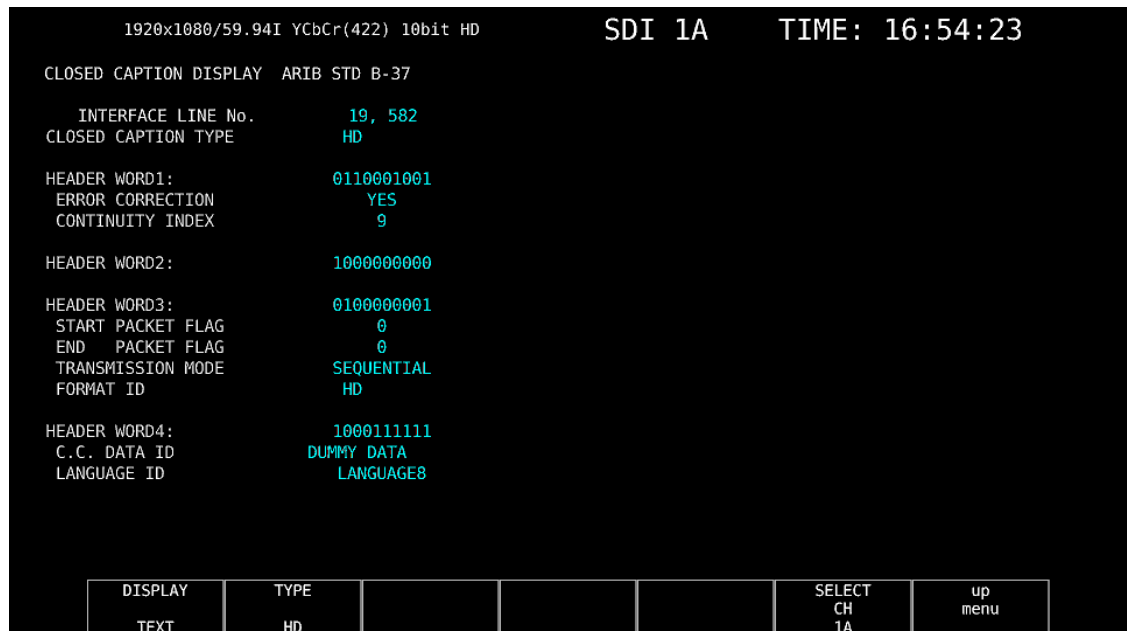 1920x1080/59.94I YCbCr(422) 10bit HD SDI 1A TIME: 16:54:23
CLOSED CAPTION DISPLAY ARIB STD B-37
INTERFACE LINE No. 19, 582
CLOSED CAPTION TYPE HD
HEADER WORD1: 0110001001
ERROR CORRECTION YES
CONTINUITY INDEX 9
HEADER WORD2: 1000000000
HEADER WORD3: 0100000001
START PACKET FLAG 0
END PACKET FLAG 0
TRANSMISSION MODE SEQUENTIAL
FORMAT ID HD
HEADER WORD4: 1000111111
C.C. DATA ID DUMMY DATA
LANGUAGE ID LANGUAGE8
DISPLAY TYPE SELECT up
CH menu
TEXT HD 1A